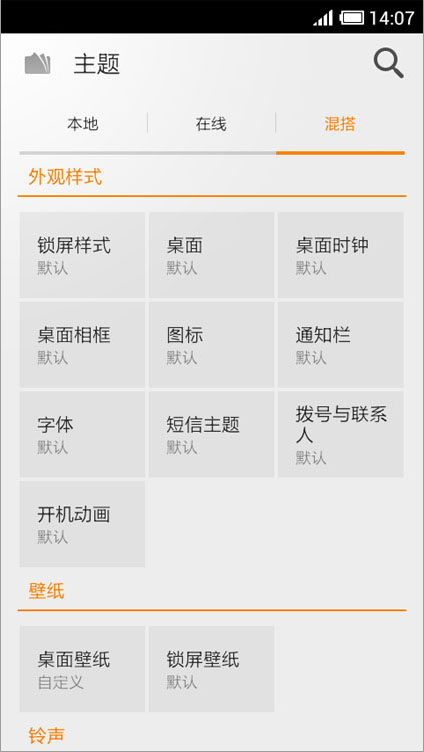 14:07
主题
本地
在线
混搭
外观样式
锁屏样式
默认
桌面
默认
桌面时钟
默认
桌面相框
默认
图标
默认
通知栏
默认
字体
默认
短信主题
默认
拨号与联系
人
默认
开机动画
默认
壁纸
桌面壁纸
自定义
锁屏壁纸
默认
铃声